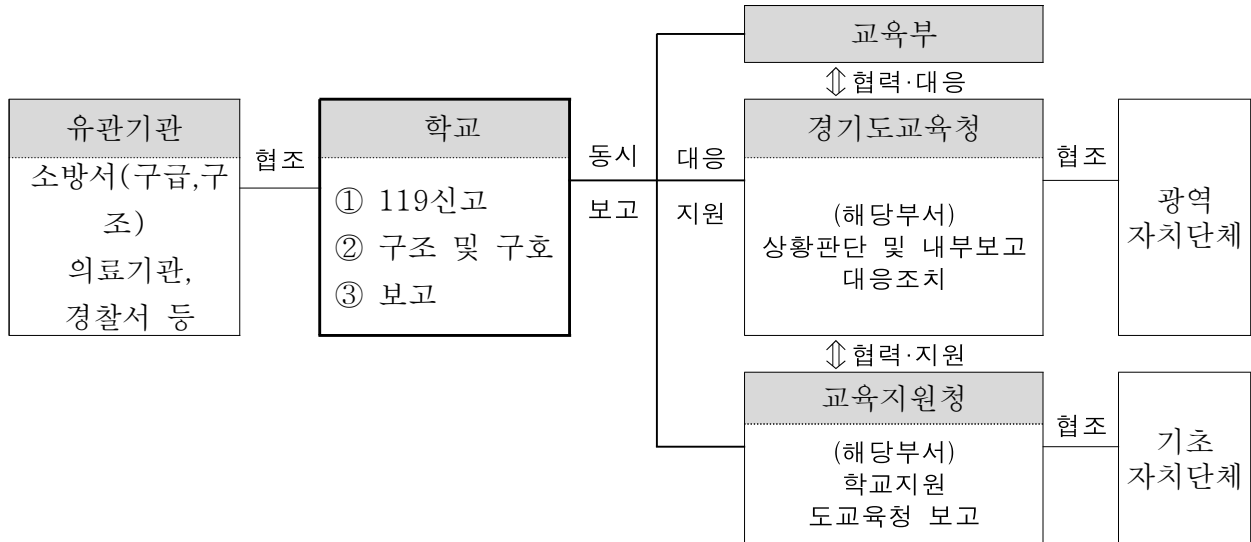 교육부
⇕협력·대응
유관기관
소방서(구급,구
조)
의료기관,
경찰서 등
협조
학교
① 119신고
② 구조 및 구호
③ 보고
동시
보고
대응
지원
경기도교육청
(해당부서)
상황판단 및 내부보고
대응조치
협조
광역
자치단체
⇕협력·지원
교육지원청
(해당부서)
학교지원
도교육청 보고
협조
기초
자치단체